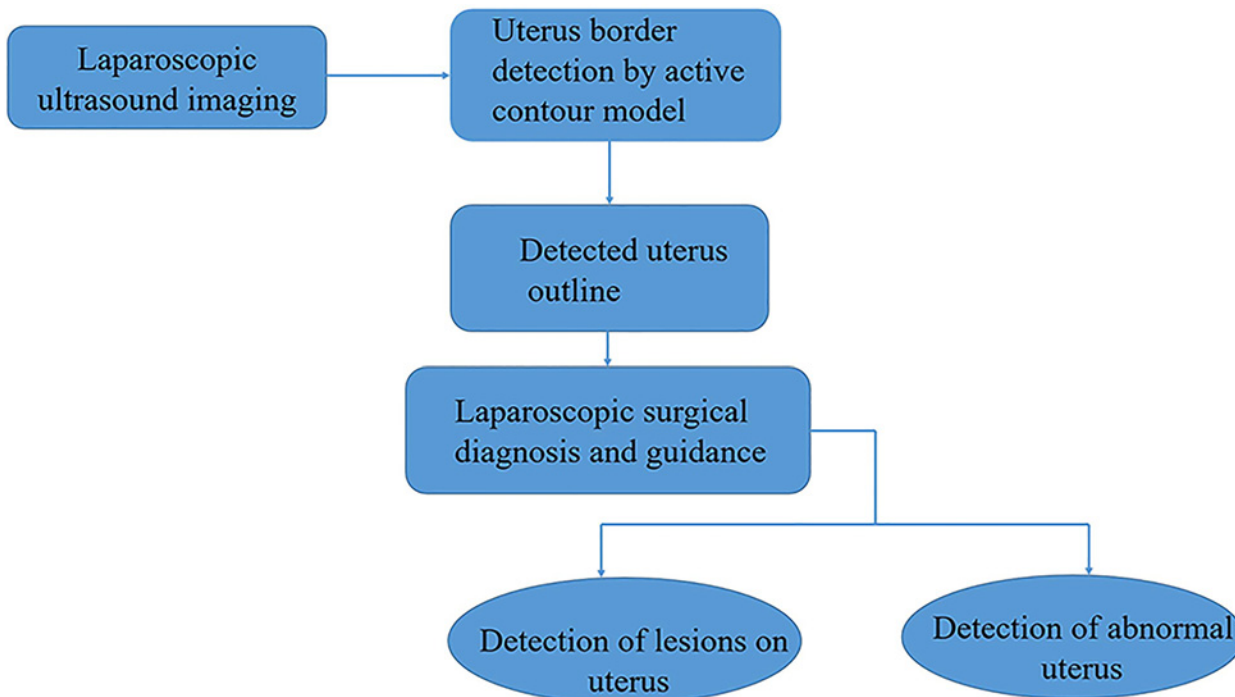 Laparoscopic
ultrasound imaging
Uterus border
detection by active
contour model
Detected uterus
outline
Laparoscopic surgical
diagnosis and guidance
Detection of lesions on
uterus
Detection of abnormal
uterus